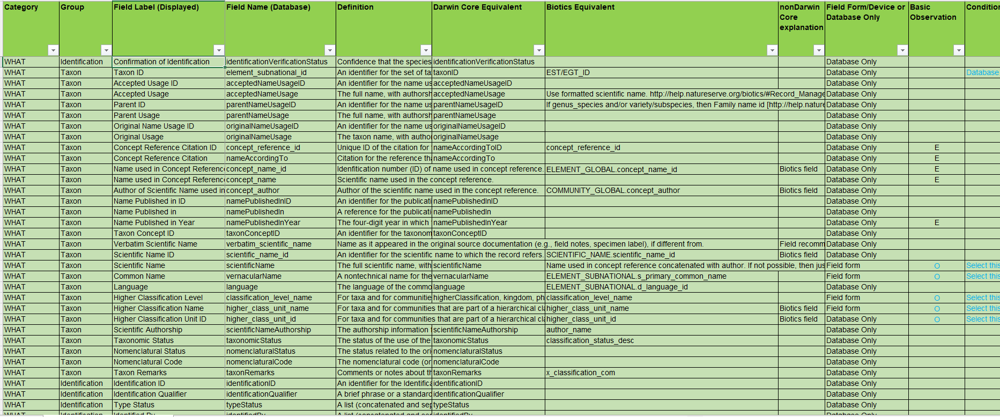 Category Group Field Label (Displayed) Field Name (Database) Definition Darwin Core Equivalent Biotics Equivalent nonDarwin Core explanation Field Form/Device or Database Only Basic Observation Condition
WHAT Identification Confirmation of Identification identificationVerificationStatus Confidence that the species identificationVerificationStatus Database Only
WHAT Taxon Taxon ID element_subnational_id An identifier for the set of ta taxonID EST/EGT_ID Database Only Database
WHAT Taxon Accepted Usage ID acceptedNameUsageID An identifier for the name us acceptedNameUsageID Database Only
WHAT Taxon Accepted Usage acceptedNameUsage The full name, with authorsh acceptedNameUsage Use formatted scientific name. http://help.natureserve.org/biotics/#Record_Manage Database Only
WHAT Taxon Parent ID parentNameUsageID An identifier for the name us parentNameUsageID If genus_species and/or variety/subspecies, then Family name id [http://help.nature Database Only
WHAT Taxon Parent Usage parentNameUsage The full name, with authorsh parentNameUsage Database Only
WHAT Taxon Original Name Usage ID originalNameUsageID An identifier for the name us originalNameUsageID Database Only
WHAT Taxon Original Usage originalNameUsage The taxon name, with autho originalNameUsage Database Only
WHAT Taxon Concept Reference Citation ID concept_reference_id Unique ID of the citation for nameAccordingToID concept_reference_id Database Only E
WHAT Taxon Concept Reference Citation nameAccordingTo Citation for the reference tha nameAccordingTo Database Only E
WHAT Taxon Name used in Concept Referenc concept_name_id Idenfitication number (ID) of name used in concept reference. ELEMENT_GLOBAL.concept_name_id Biotics field Database Only E
WHAT Taxon Name used in Concept Referenc concept_name Scientific name used in the concept reference. Database Only E
WHAT Taxon Author of Scientific Name used in concept_author Author of the scientific name used in the concept reference. COMMUNITY_GLOBAL.concept_author Biotics field Database Only
WHAT Taxon Name Published in ID namePublishedInID An identifier for the publicati namePublishedInID Database Only
WHAT Taxon Name Published in namePublishedIn A reference for the publicati namePublishedIn Database Only
WHAT Taxon Name Published in Year namePublishedInYear The four-digit year in which namePublishedInYear Database Only E
WHAT Taxon Taxon Concept ID taxonConceptID An identifier for the taxonom taxonConceptID Database Only
WHAT Taxon Verbatim Scientific Name verbatim_scientific_name Name as it appeared in the original source documentation (e.g., field notes, specimen label), if different from. Field recomm Database Only
WHAT Taxon Scientific Name ID scientific_name_id An identifier for the scientific name to which the record refers. SCIENTIFIC_NAME.scientific_name_id Biotics field Database Only
WHAT Taxon Scientific Name scientificName The full scientific name, with scientificName Name used in concept reference concatenated with author. If not possible, then jus Field form O Select this
WHAT Taxon Common Name vernacularName A nontechnical name for the vernacularName ELEMENT_SUBNATIONAL.s_primary_common_name Field form O Select this
WHAT Taxon Language language The language of the commo language ELEMENT_SUBNATIONAL.d_language_id Database Only
WHAT Taxon Higher Classification Level classification_level_name For taxa and for communitie higherClassification, kingdom, ph classification_level_name Field form O Select this
WHAT Taxon Higher Classification Name higher_class_unit_name For taxa and for communities that are part of a hierarchical cl higher_class_unit_name Biotics field Field form O Select this
WHAT Taxon Higher Classification Unit ID higher_class_unit_id For taxa and for communities that are part of a hierarchical cl higher_class_unit_id Biotics field Database Only O Select this
WHAT Taxon Scientific Authorship scientificNameAuthorship The authorship information scientificNameAuthorship author_name Database Only
WHAT Taxon Taxonomic Status taxonomicStatus The status of the use of the taxonomicStatus classification_status_desc Database Only
WHAT Taxon Nomenclatural Status nomenclaturalStatus The status related to the ori nomenclaturalStatus Database Only
WHAT Taxon Nomenclatural Code nomenclaturalCode The nomenclatural code (or nomenclaturalCode Database Only
WHAT Taxon Taxon Remarks taxonRemarks Comments or notes about th taxonRemarks x_classification_com Database Only
WHAT Identification Identification ID identificationID An identifier for the Identifica identificationID Database Only
WHAT Identification Identification Qualifier identificationQualifier A brief phrase or a standard identificationQualifier Database Only
WHAT Identification Type Status typeStatus A list (concatenated and sep typeStatus Database Only